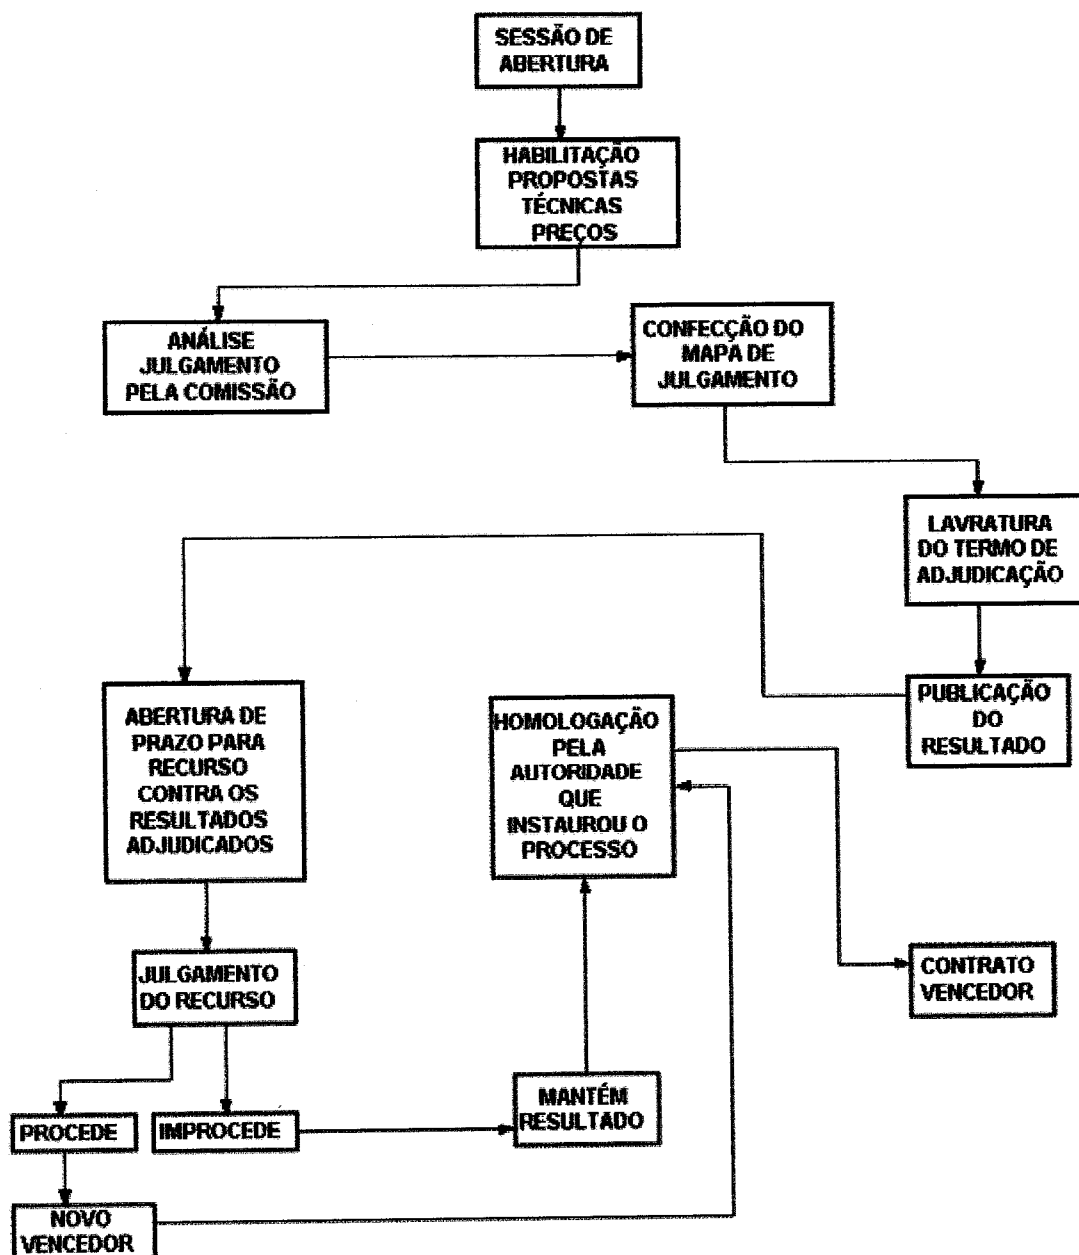 SESSÃO DE
ABERTURA
HABILITAÇÃO
PROPOSTAS
TÉCNICAS
PREÇOS
ANÁLISE
JULGAMENTO
PELA COMISSÃO
CONFECÇÃO DO
MAPA DE
JULGAMENTO
LAVRATURA
DO TERMO DE
ADJUDICAÇÃO
PUBLICAÇÃO
DO
RESULTADO
ABERTURA DE
PRAZO PARA
RECURSO
CONTRA OS
RESULTADOS
ADJUDICADOS
HOMOLOGAÇÃO
PELA
AUTORIDADE
QUE
INSTAUROU O
PROCESSO
JULGAMENTO
DO RECURSO
CONTRATO
VENCEDOR
PROCEDE
IMPROCEDE
MANTÉM
RESULTADO
NOVO
VENCEDOR